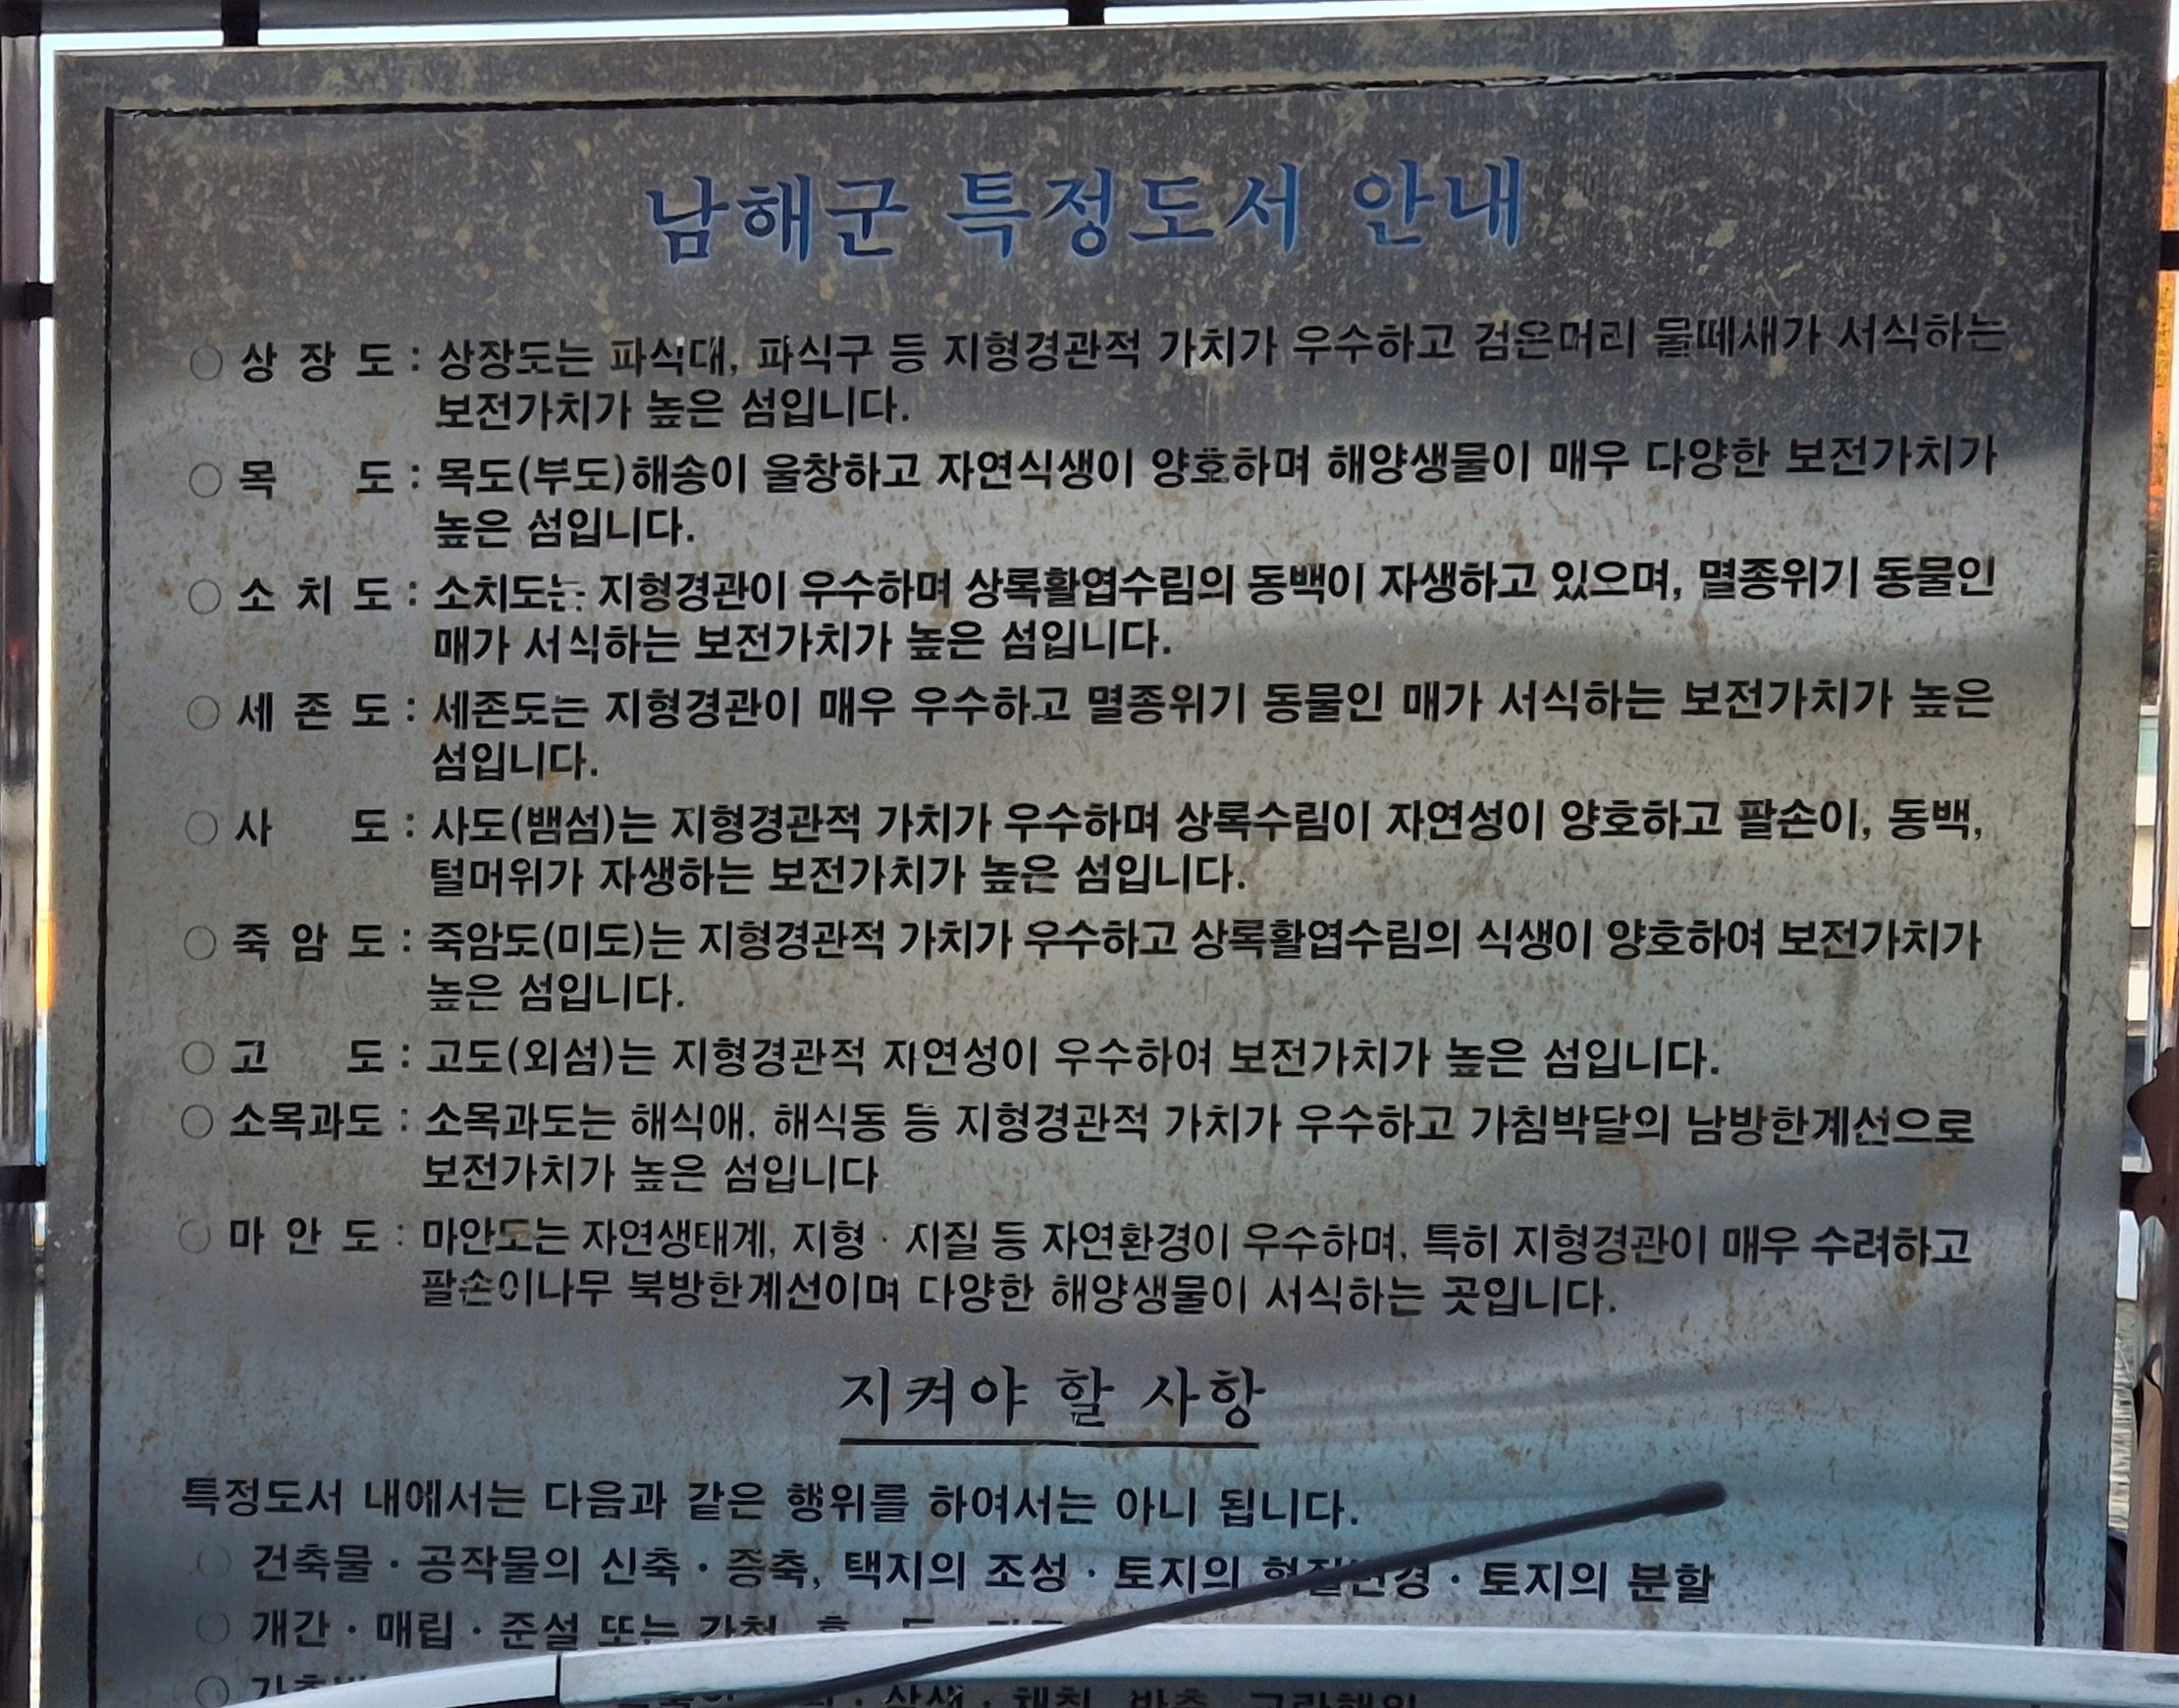 남해군 특정도서 안내
○ 상 장 도 : 상장도는 파식대, 파식구 등 지형경관적 가치가 우수하고 검은머리 물떼새가 서식하는
보전가치가 높은 섬입니다.
○ 목 도 : 목도(부도)해송이 울창하고 자연식생이 양호하며 해양생물이 매우 다양한 보전가치가
높은 섬입니다.
○ 소 치 도 : 소치도는 지형경관이 우수하며 상록활엽수림의 동백이 자생하고 있으며, 멸종위기 동물인
매가 서식하는 보전가치가 높은 섬입니다.
○ 세 존 도 : 세존도는 지형경관이 매우 우수하고 멸종위기 동물인 매가 서식하는 보전가치가 높은
섬입니다.
○ 사 도 : 사도(뱀섬)는 지형경관적 가치가 우수하며 상록수림이 자연성이 양호하고 팔손이, 동백,
털머위가 자생하는 보전가치가 높은 섬입니다.
○ 죽 암 도 : 죽암도(미도)는 지형경관적 가치가 우수하고 상록활엽수림의 식생이 양호하여 보전가치가
높은 섬입니다.
○ 고 도 : 고도(외섬)는 지형경관적 자연성이 우수하여 보전가치가 높은 섬입니다.
○ 소목과도 : 소목과도는 해식애, 해식동 등 지형경관적 가치가 우수하고 가침박달의 남방한계선으로
보전가치가 높은 섬입니다
○ 마 안 도 : 마안도는 자연생태계, 지형 · 지질 등 자연환경이 우수하며, 특히 지형경관이 매우 수려하고
팔손이나무 북방한계선이며 다양한 해양생물이 서식하는 곳입니다.
지켜야 할 사항
특정도서 내에서는 다음과 같은 행위를 하여서는 아니 됩니다.
○ 건축물 · 공작물의 신축 · 증축, 택지의 조성 · 토지의 형질변경 · 토지의 분할
○ 개간 · 매립 · 준설 또는 간척